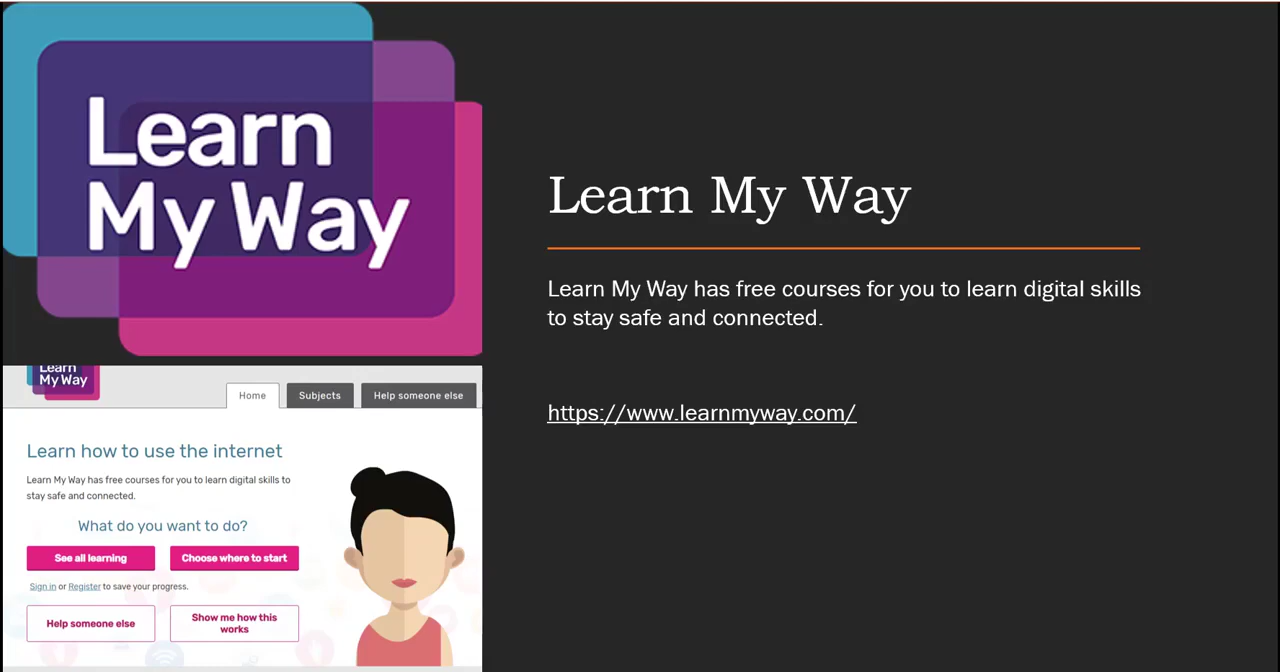 Learn
My Way
Learn My Way
Learn My Way has free courses for you to learn digital skills
to stay safe and connected.
https://www.learnmyway.com/
Learn
My Way
Home
Subjects
Help someone else
Learn how to use the internet
Learn My Way has free courses for you to learn digital skills to
stay safe and connected.
What do you want to do?
See all learning
Choose where to start
Sign in or Register to save your progress.
Help someone else
Show me how this
works